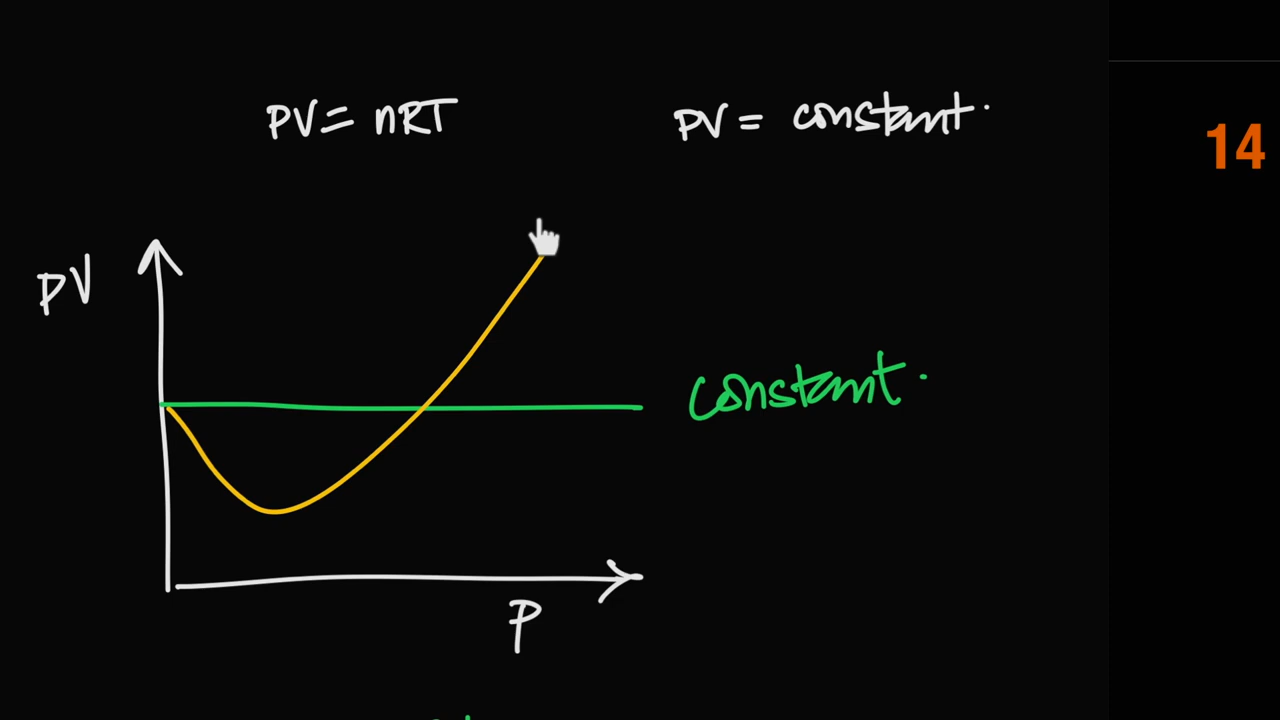 PV = nRT
PV = constant.
14
PV
constant.
P